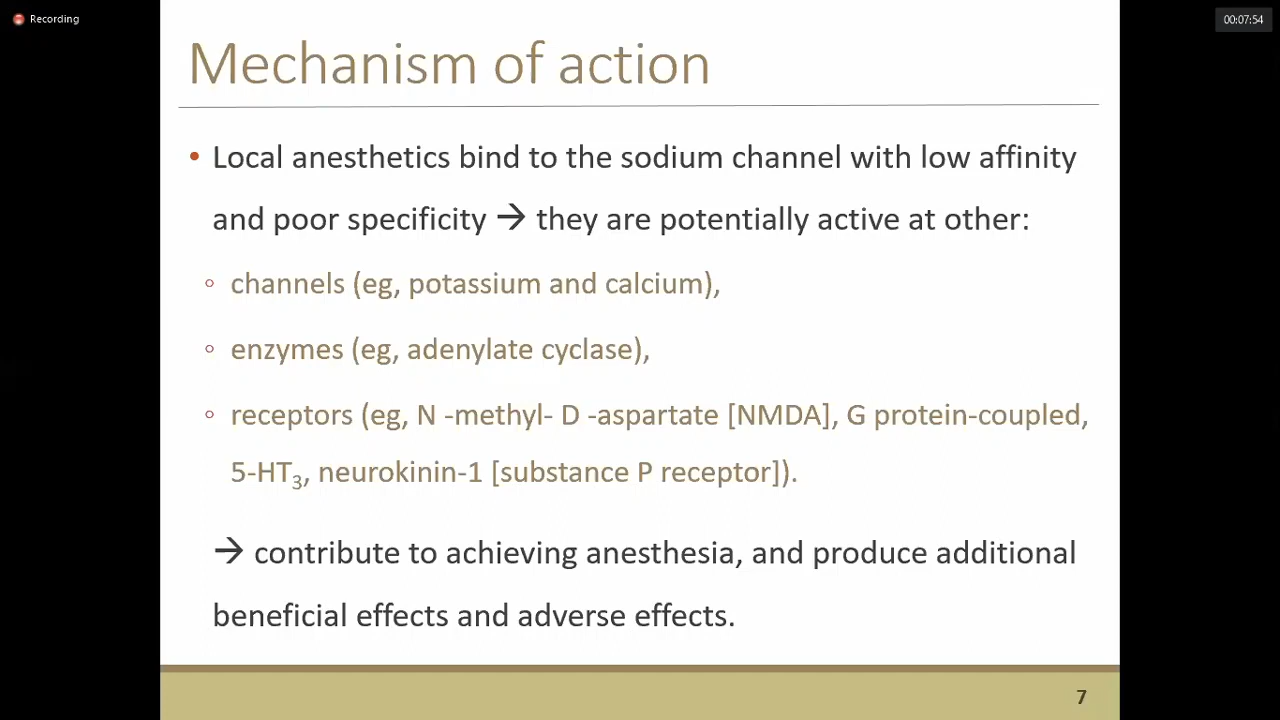 Recording
00:07:54
Mechanism of action
• Local anesthetics bind to the sodium channel with low affinity
and poor specificity → they are potentially active at other:
◦ channels (eg, potassium and calcium),
◦ enzymes (eg, adenylate cyclase),
◦ receptors (eg, N -methyl- D -aspartate [NMDA], G protein-coupled,
5-HT₃, neurokinin-1 [substance P receptor]).
→ contribute to achieving anesthesia, and produce additional
beneficial effects and adverse effects.
7